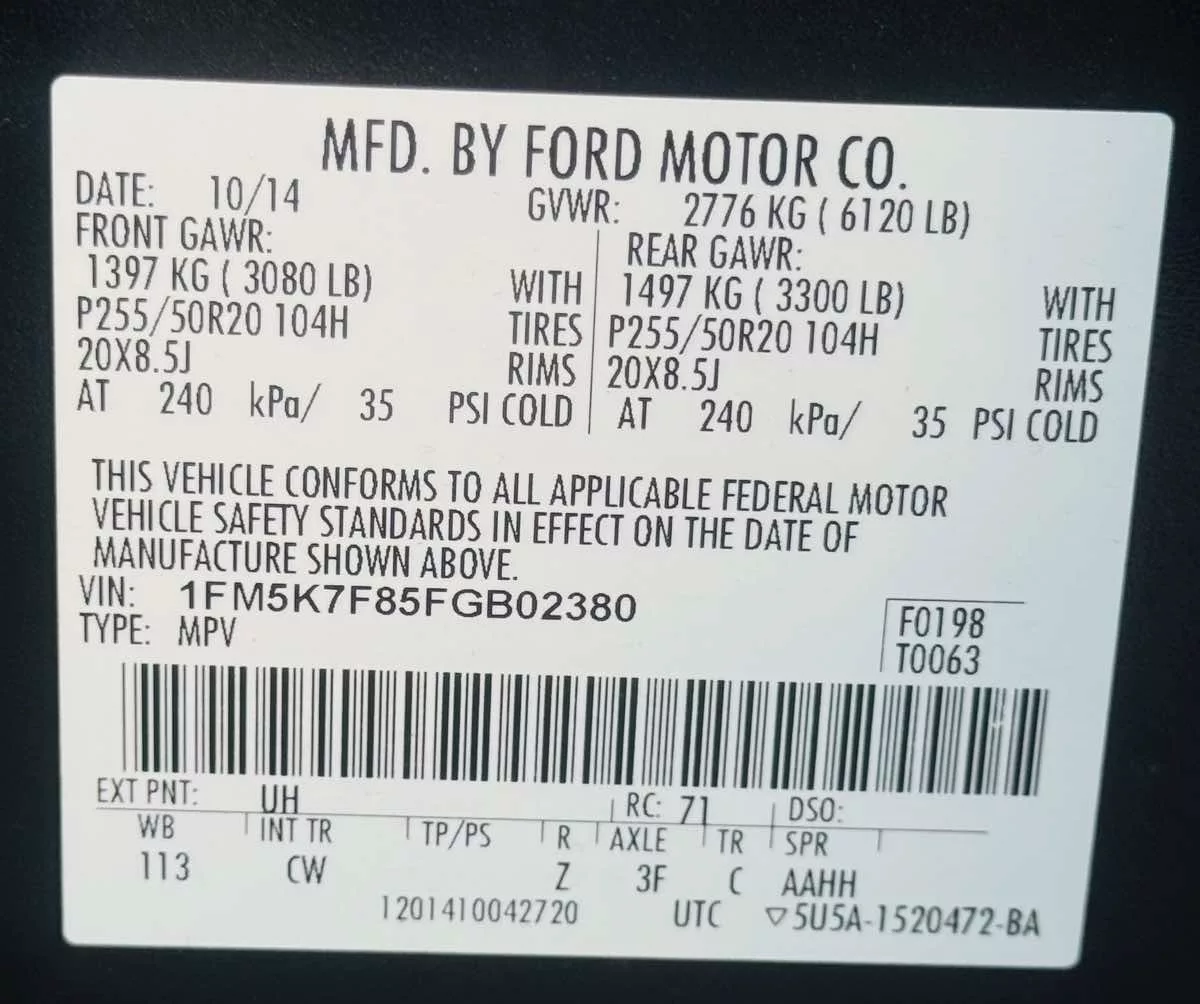 MFD. BY FORD MOTOR CO.
DATE: 10/14 GVWR: 2776 KG ( 6120 LB)
FRONT GAWR: REAR GAWR:
1397 KG ( 3080 LB) WITH 1497 KG ( 3300 LB) WITH
P255/50R20 104H TIRES P255/50R20 104H TIRES
20X8.5J RIMS 20X8.5J RIMS
AT 240 kPa/ 35 PSI COLD AT 240 kPa/ 35 PSI COLD
THIS VEHICLE CONFORMS TO ALL APPLICABLE FEDERAL MOTOR
VEHICLE SAFETY STANDARDS IN EFFECT ON THE DATE OF
MANUFACTURE SHOWN ABOVE.
VIN: 1FM5K7F85FGB02380 F0198
TYPE: MPV T0063
EXT PNT: UH RC: 71 DSO:
WB INT TR TP/PS R AXLE TR SPR
113 CW Z 3F C AAHH
1201410042720 UTC ▽5U5A-1520472-BA